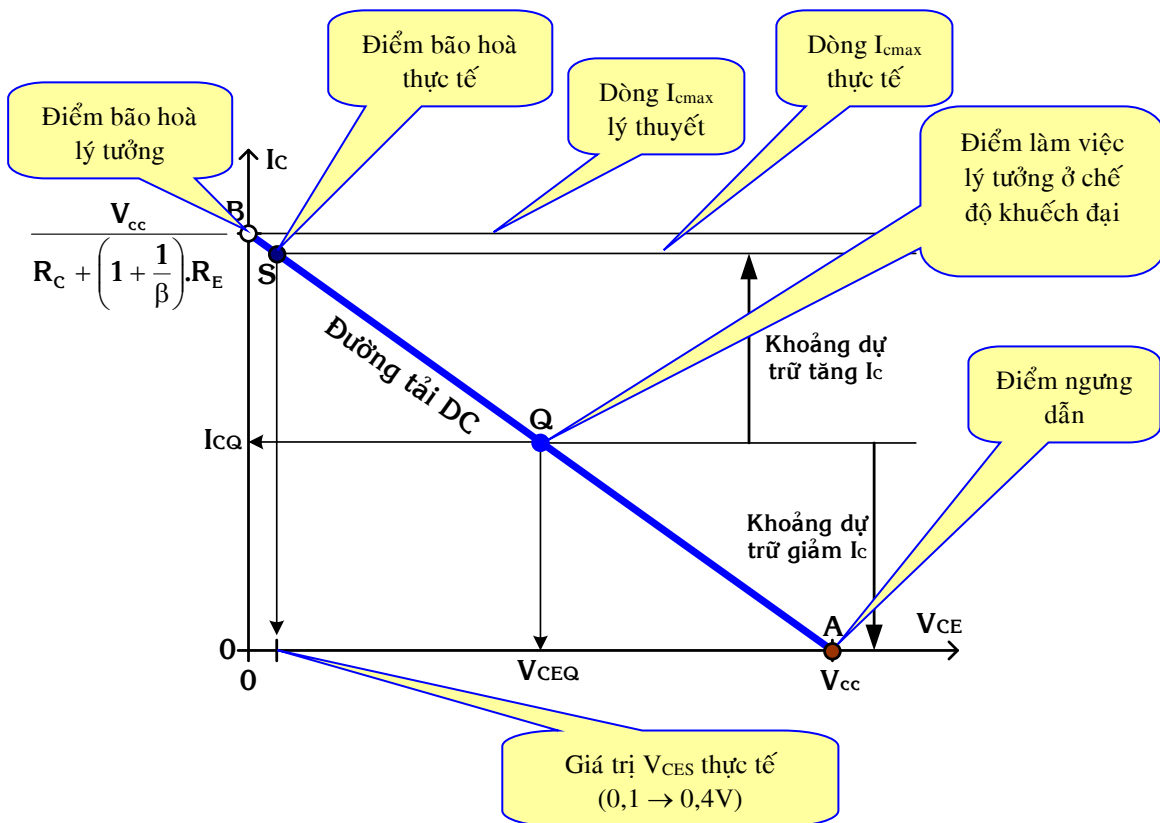 Điểm bão hoà
thực tế
Dòng Icmax
thực tế
Dòng Icmax
lý thuyết
Điểm bão hoà
lý tưởng
Điểm làm việc
lý tưởng ở chế
độ khuếch đại
IC
B
Vcc
RC + (1 + 1/β).RE
S
Đường tải DC
Khoảng dự
trữ tăng IC
Điểm ngưng
dẫn
Q
ICQ
Khoảng dự
trữ giảm IC
A
VCE
0
0
VCEQ
Vcc
Giá trị VCES thực tế
(0,1 → 0,4V)